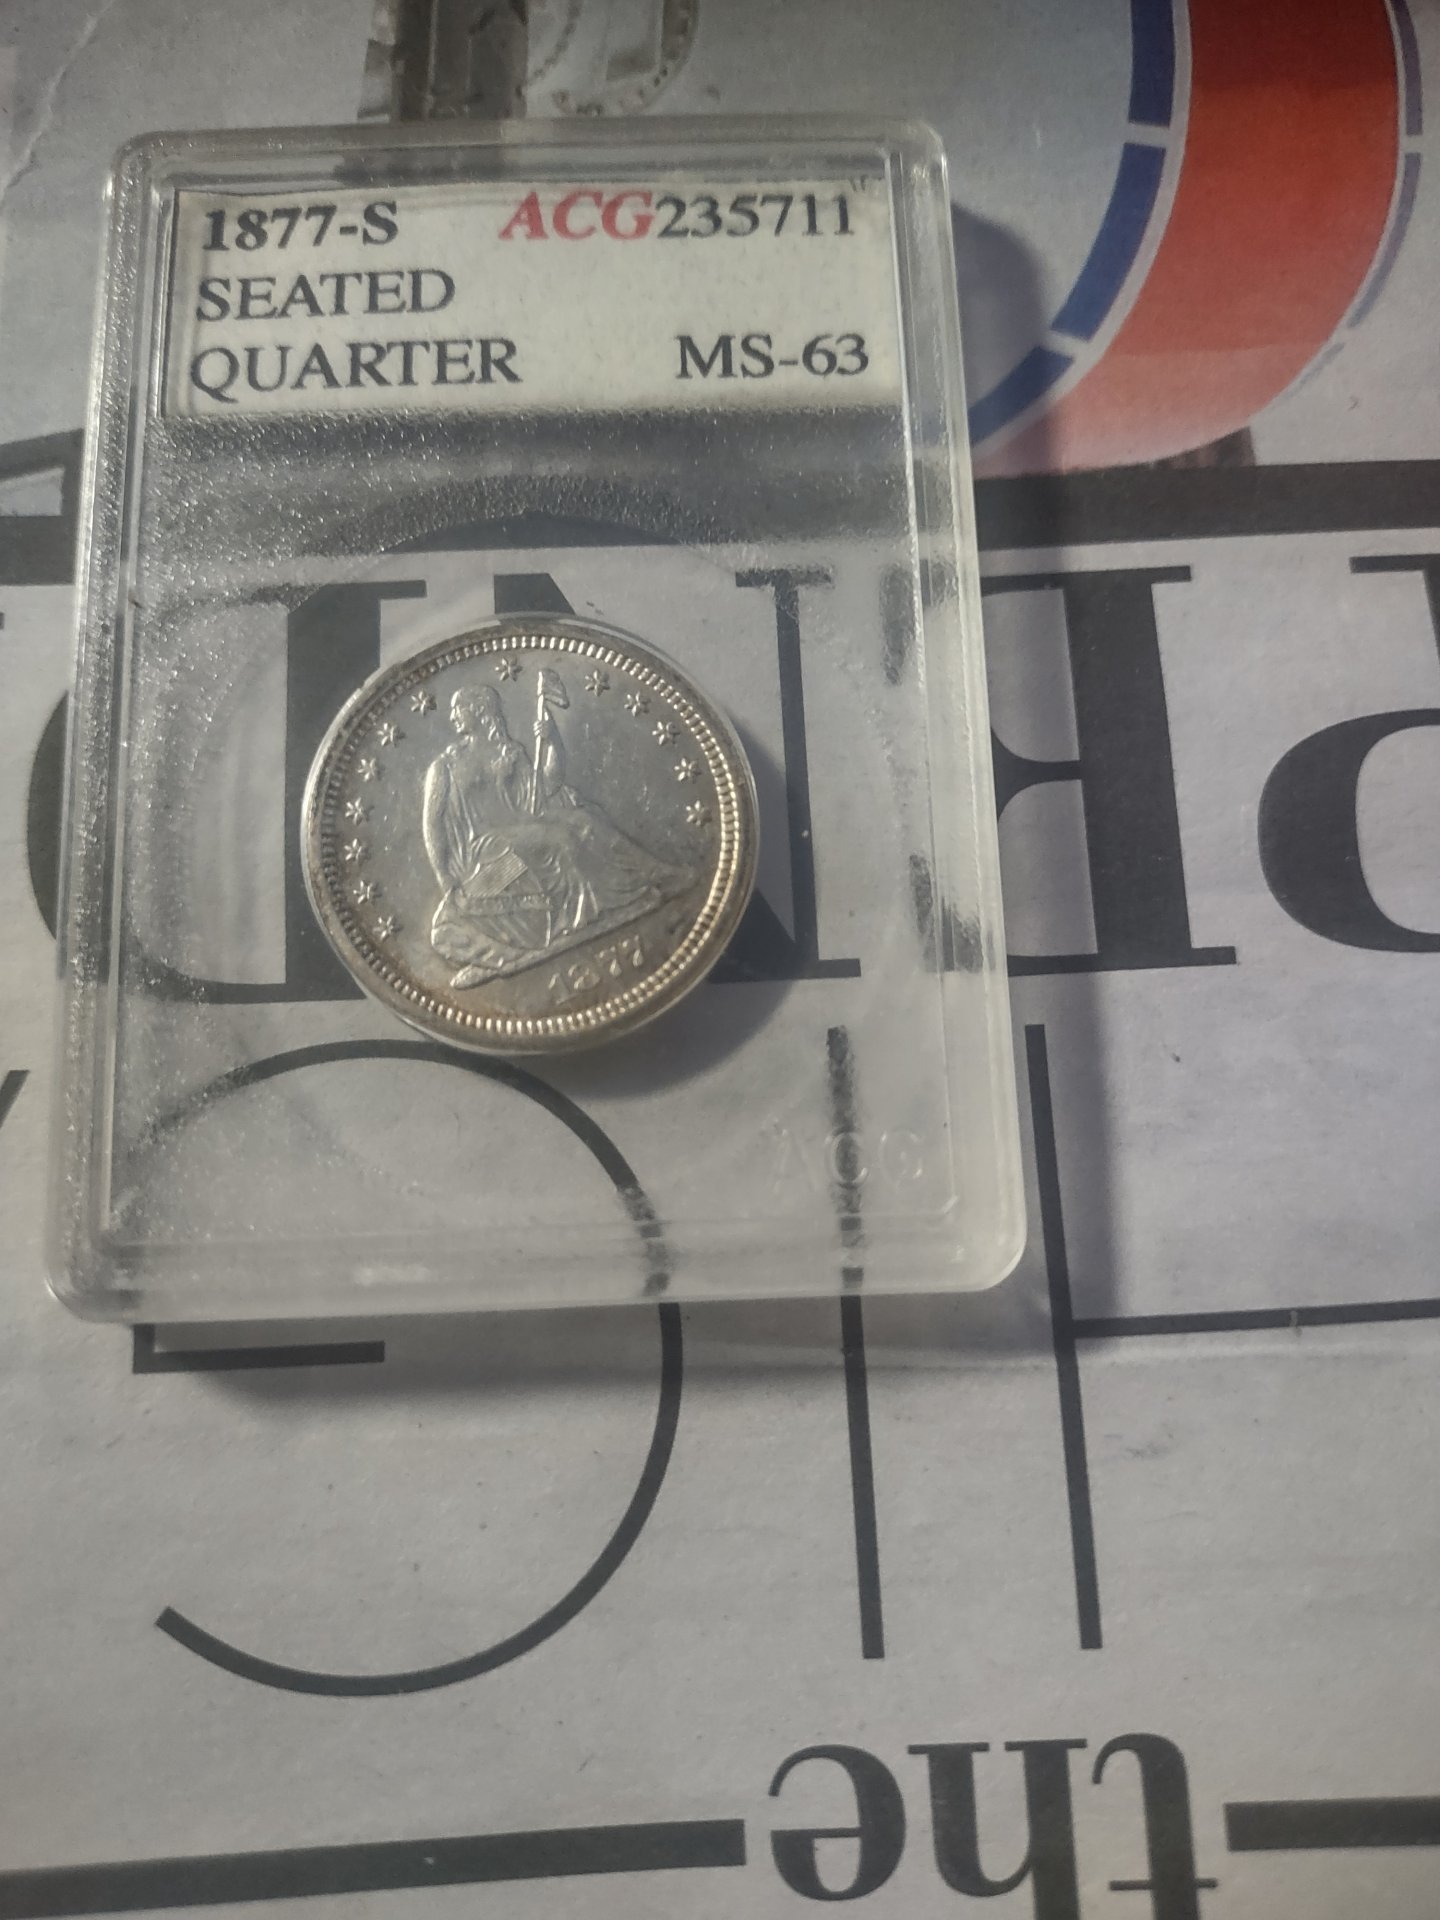 1877-S ACG235711
SEATED
QUARTER MS-63
1877
ACG
the